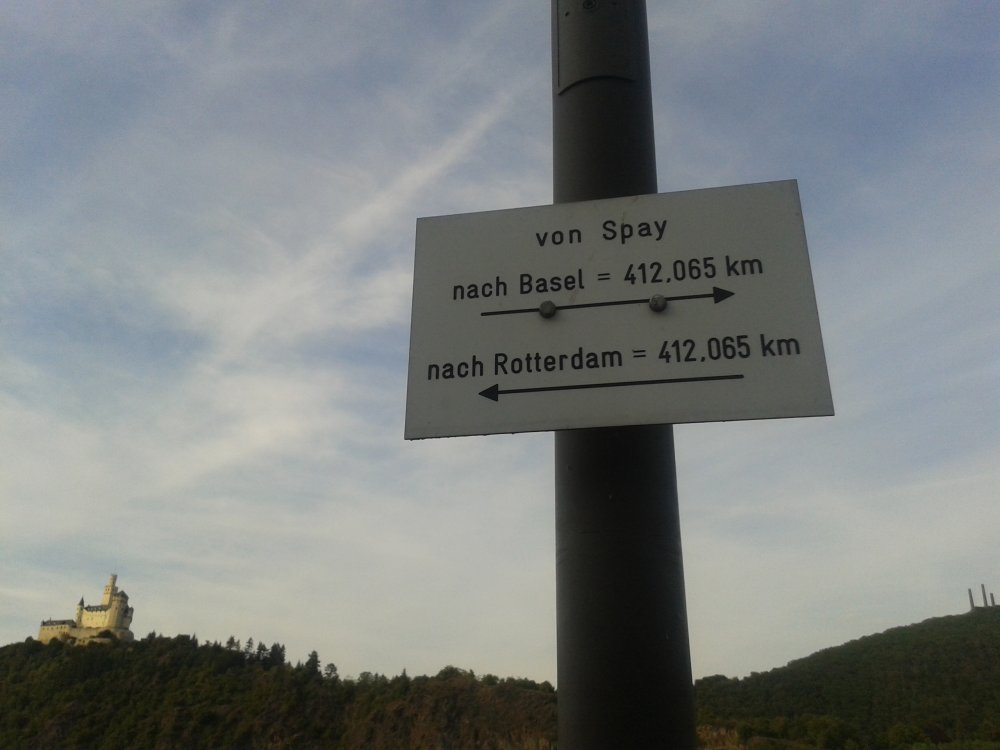 von Spay
nach Basel = 412,065 km
nach Rotterdam = 412,065 km